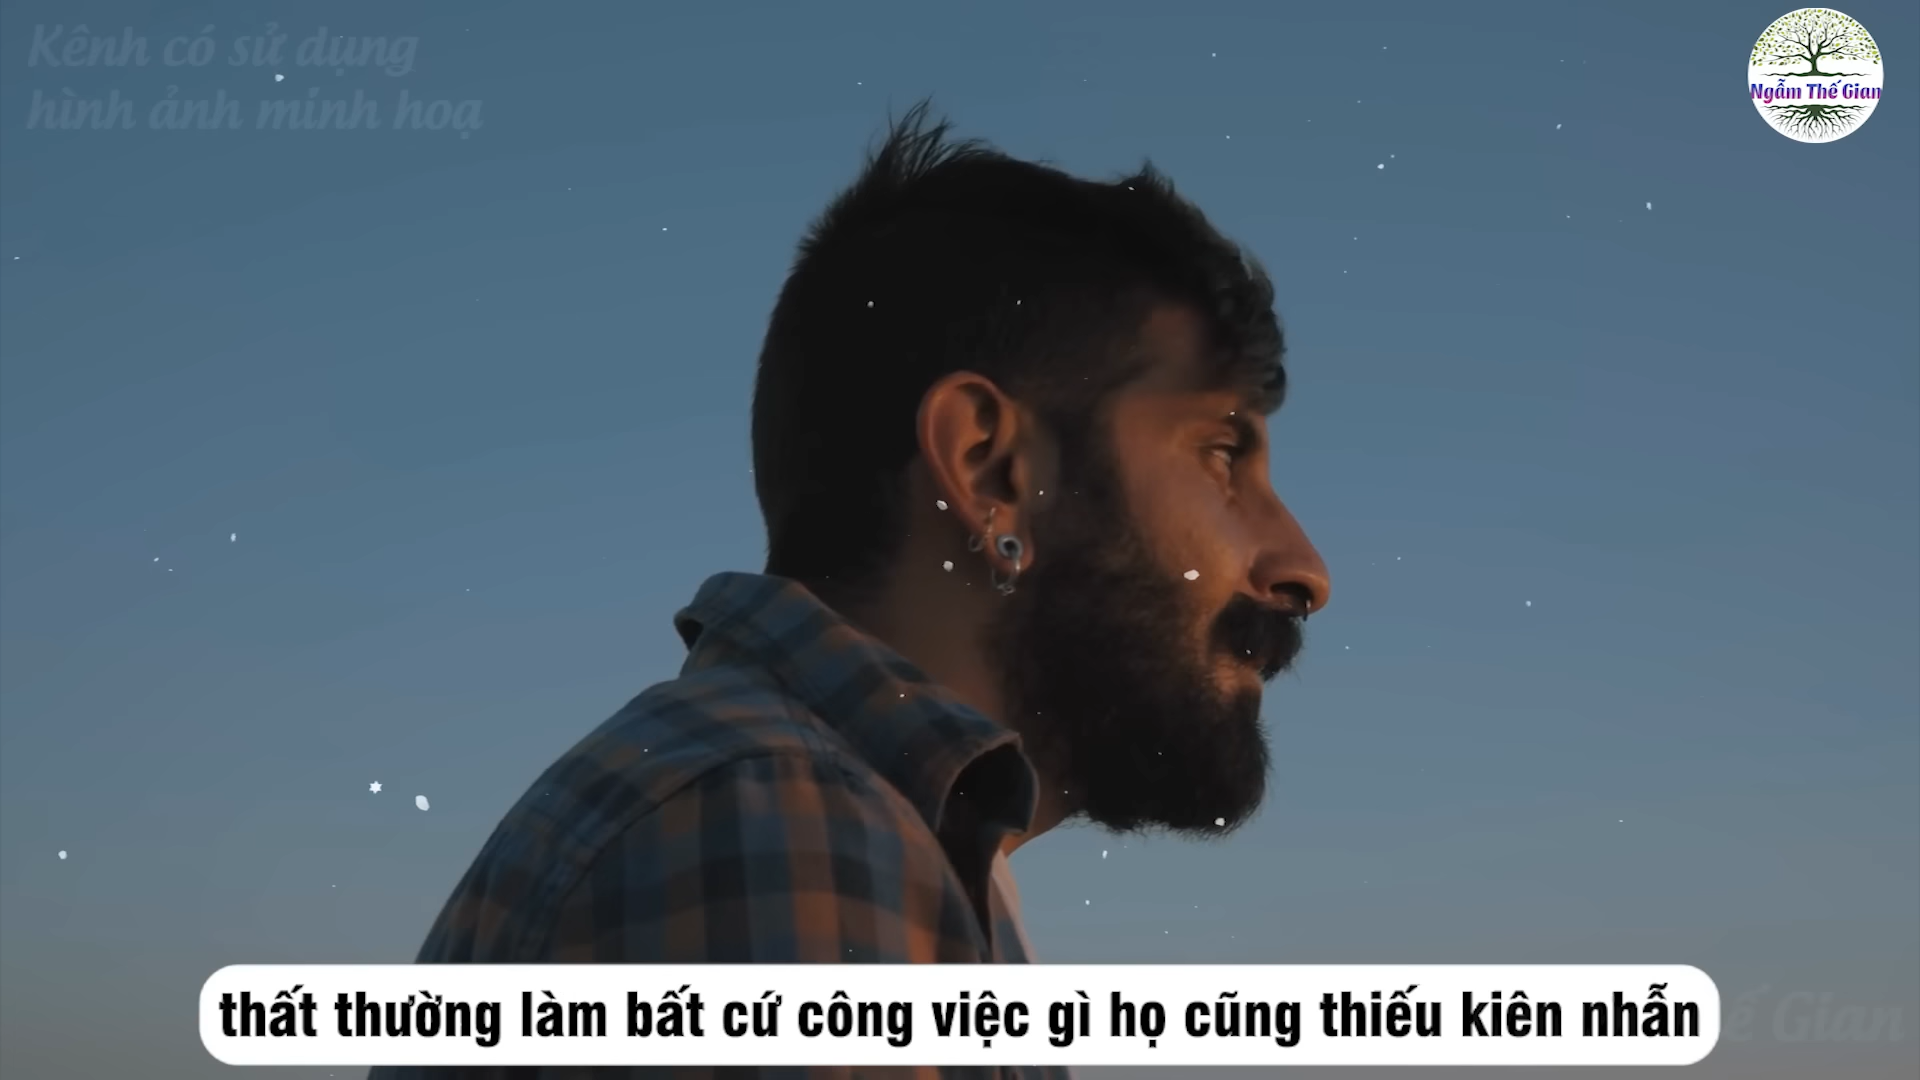 Kênh có sử dụng
hình ảnh minh hoạ
Ngẫm Thế Gian
thất thường làm bất cứ công việc gì họ cũng thiếu kiên nhẫn
Gian